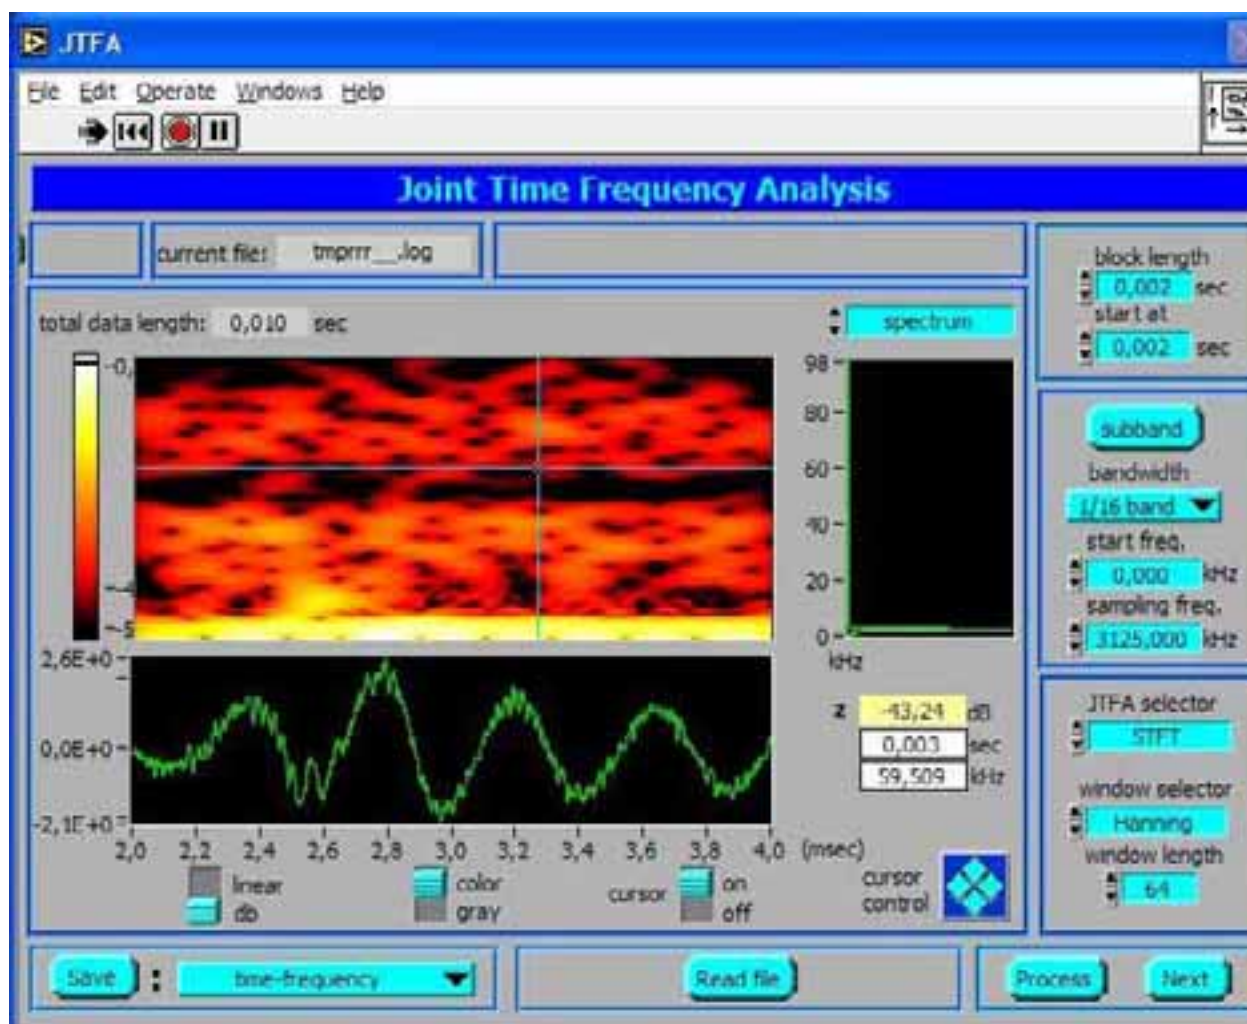 JTFA
File Edit Operate Windows Help
Joint Time Frequency Analysis
current file: tmprrr__.log
block length
0,002 sec
start at
0,002 sec
total data length: 0,010 sec
spectrum
98
80
60
40
20
0
kHz
subband
bandwidth
1/16 band
start freq.
0,000 kHz
sampling freq.
3125,000 kHz
2,6E+0
0,0E+0
-2,1E+0
2,0 2,2 2,4 2,6 2,8 3,0 3,2 3,4 3,6 3,8 4,0 (msec)
z -43,24 dB
0,003 sec
59,509 kHz
JTFA selector
STFT
window selector
Hanning
window length
64
linear
db
color
gray
cursor on
off
cursor
control
Save : time-frequency
Read file
Process Next